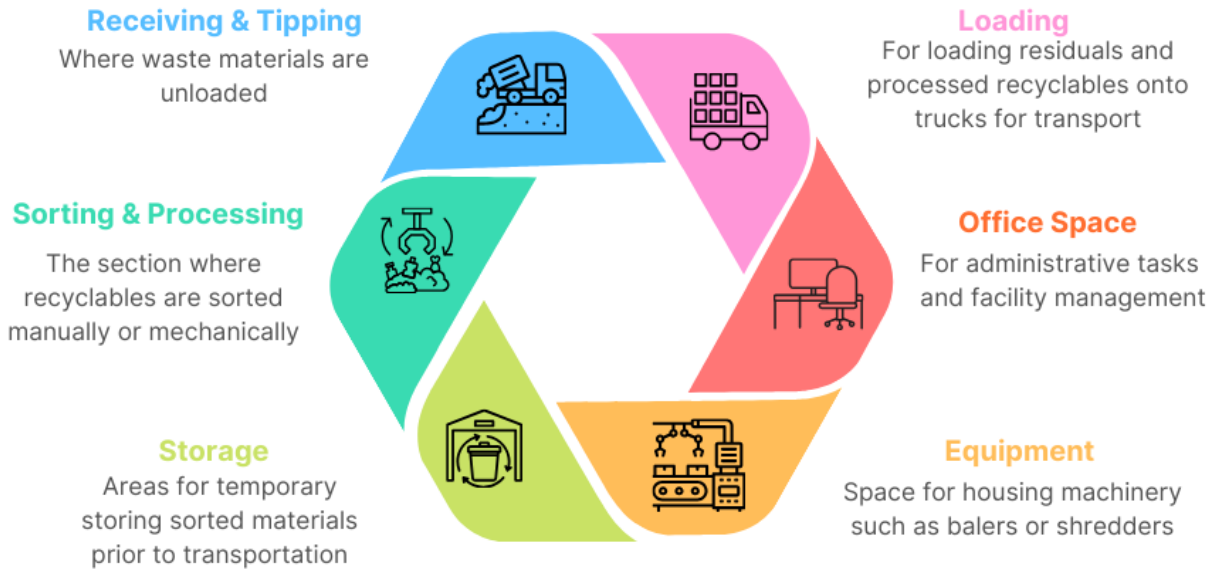 Receiving & Tipping
Where waste materials are
unloaded
Loading
For loading residuals and
processed recyclables onto
trucks for transport
Sorting & Processing
The section where
recyclables are sorted
manually or mechanically
Office Space
For administrative tasks
and facility management
Storage
Areas for temporary
storing sorted materials
prior to transportation
Equipment
Space for housing machinery
such as balers or shredders